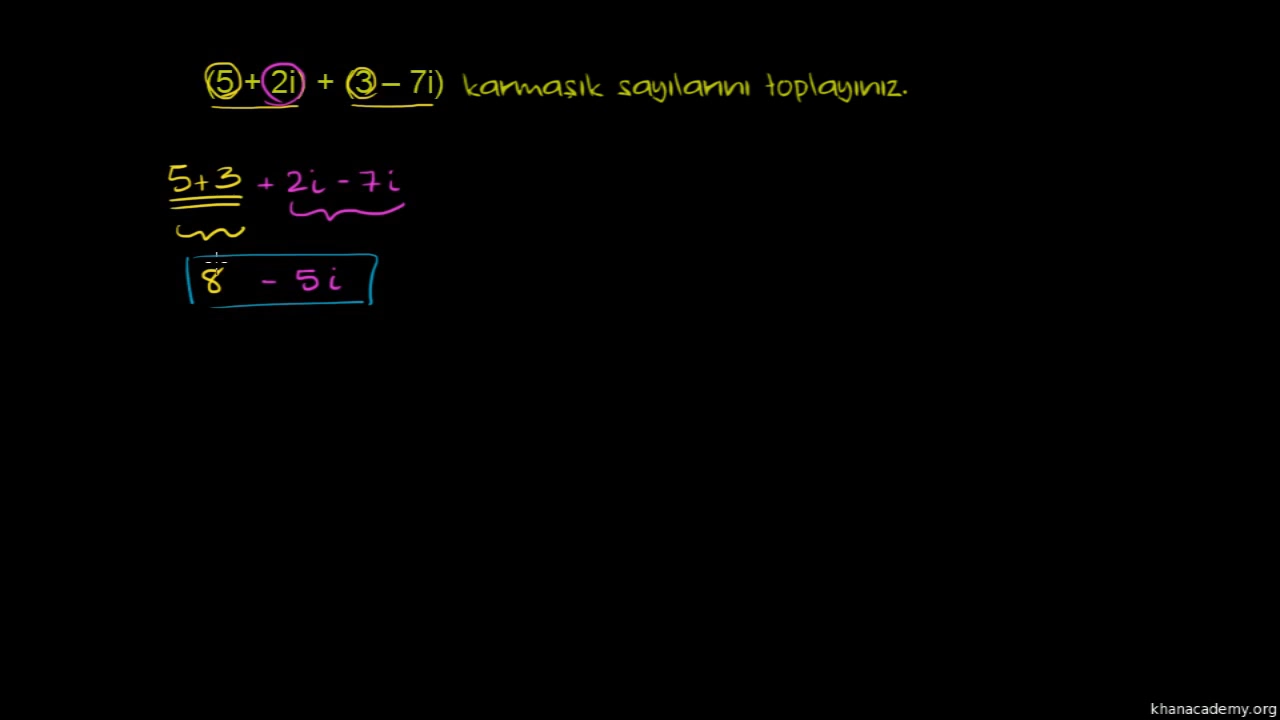 (5 + 2i) + (3 – 7i) karmaşık sayılarını toplayınız.
5+3 + 2i - 7i
8 - 5i
khanacademy.org